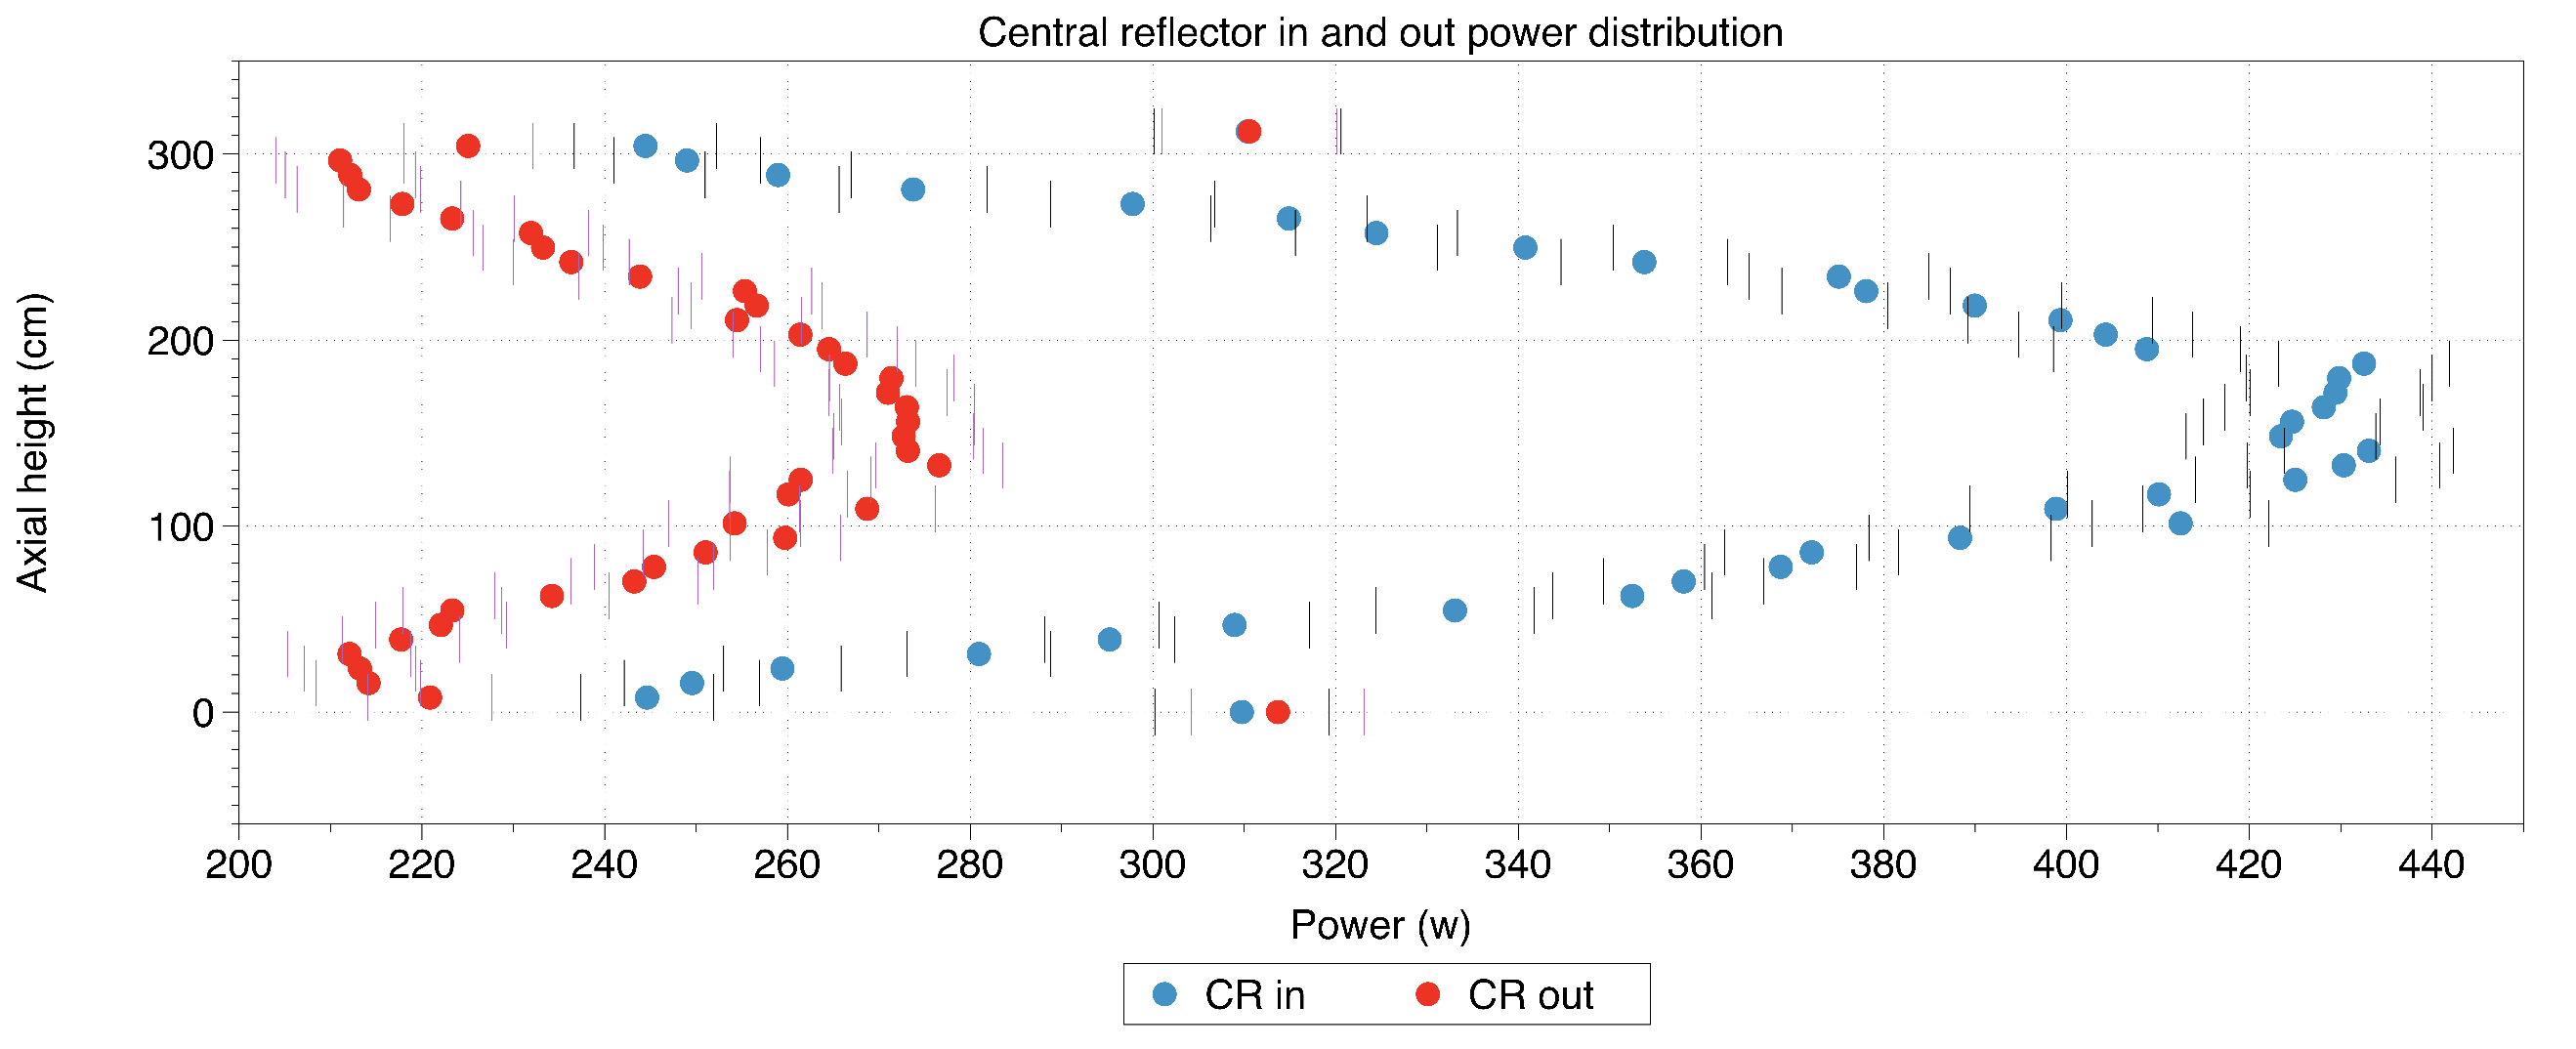 Central reflector in and out power distribution
Axial height (cm)
300
200
100
0
200 220 240 260 280 300 320 340 360 380 400 420 440
Power (w)
CR in CR out